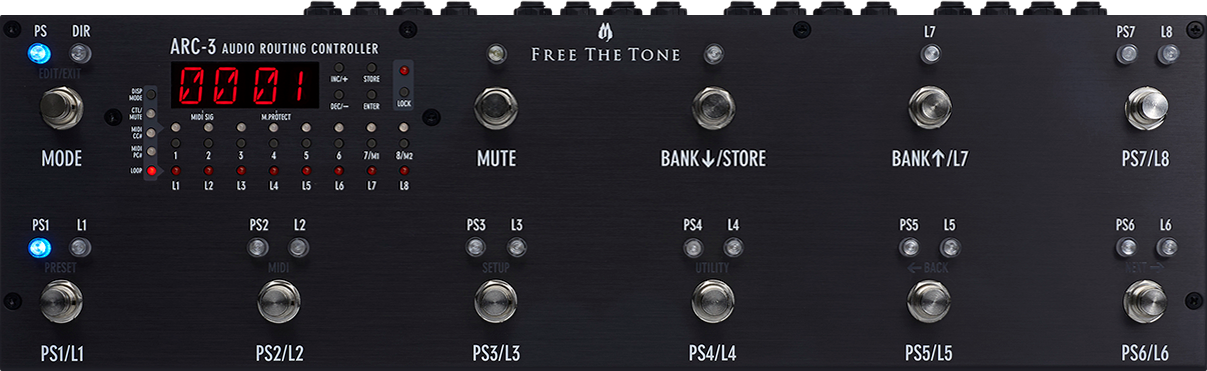 PS DIR
L7
PS7 L8
ARC-3 AUDIO ROUTING CONTROLLER
FREE THE TONE
EDIT/EXIT
0001
INC/+ STORE
DEC/− ENTER
LOCK
DISP MODE
CTL/MUTE
MIDI CC#
MIDI PC#
LOOP
MIDI SIG M.PROTECT
1 2 3 4 5 6 7/M1 8/M2
L1 L2 L3 L4 L5 L6 L7 L8
MODE MUTE BANK↓/STORE BANK↑/L7 PS7/L8
PS1 L1 PS2 L2 PS3 L3 PS4 L4 PS5 L5 PS6 L6
PRESET MIDI SETUP UTILITY ←BACK NEXT→
PS1/L1 PS2/L2 PS3/L3 PS4/L4 PS5/L5 PS6/L6